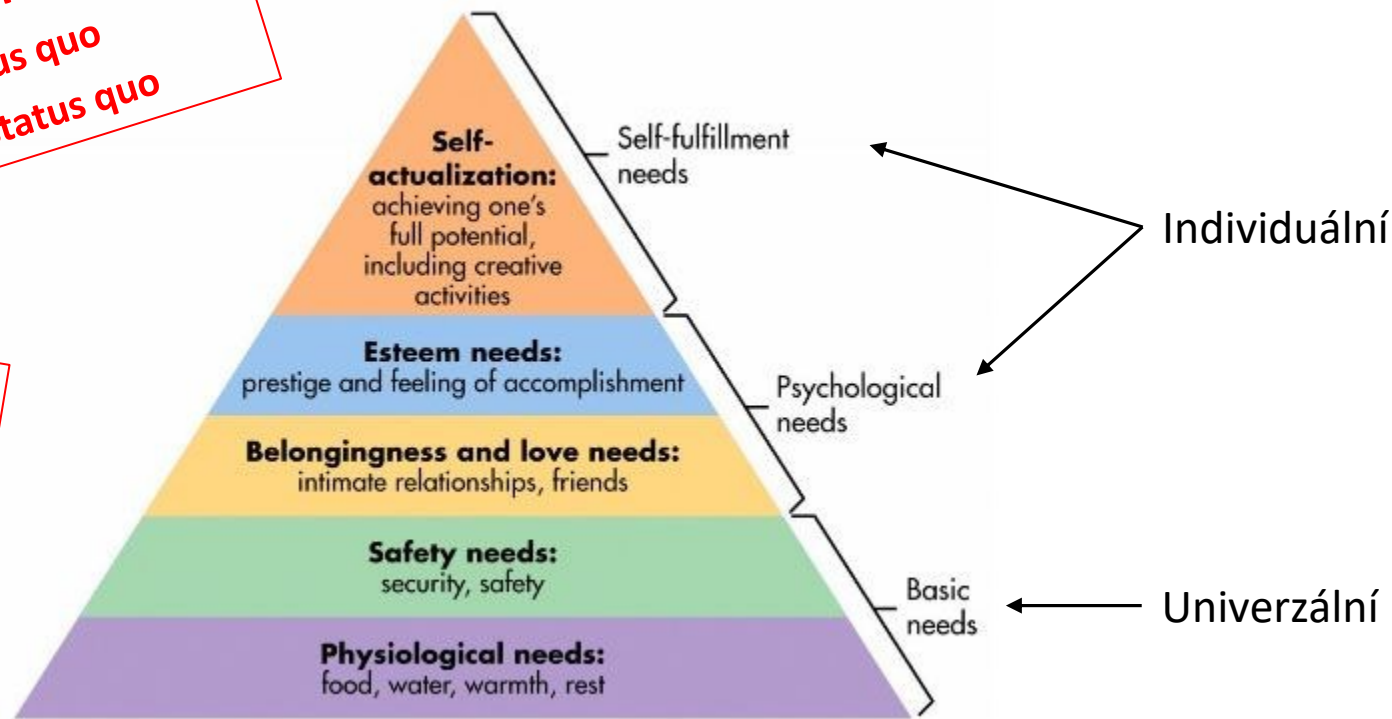 quo
status quo
Self-
actualization:
achieving one's
full potential,
including creative
activities
Self-fulfillment
needs
Individuální
Esteem needs:
prestige and feeling of accomplishment
Psychological
needs
Belongingness and love needs:
intimate relationships, friends
Safety needs:
security, safety
Basic
needs
Univerzální
Physiological needs:
food, water, warmth, rest